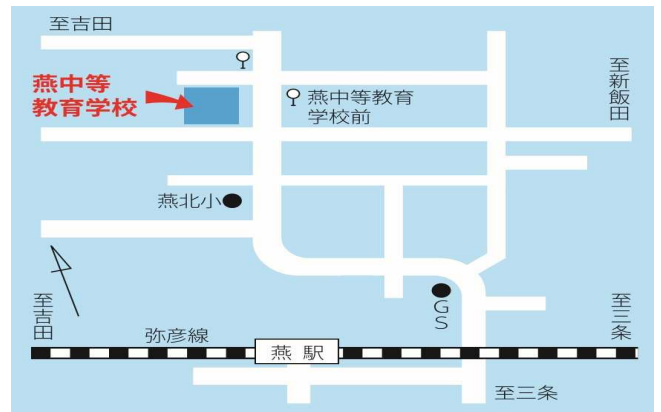 至吉田
燕中等
教育学校
燕中等教育
学校前
至新飯田
燕北小
GS
至吉田
弥彦線
燕駅
至三条
至三条